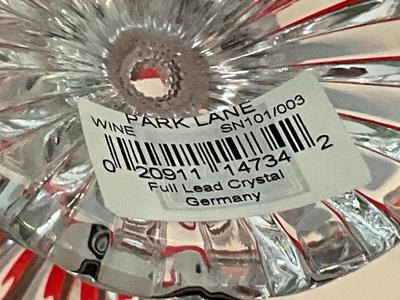 PARK LANE
WINE SN101/003
0 20911 14734 2
Full Lead Crystal
Germany